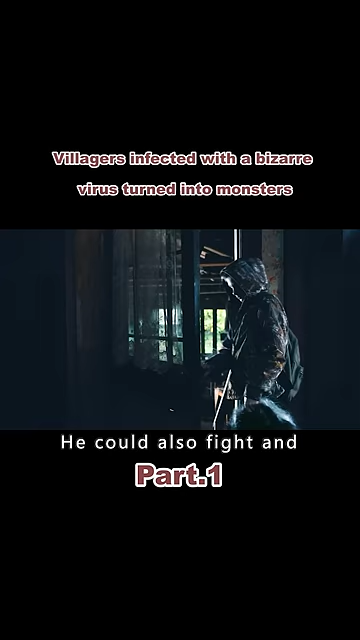 Villagers infected with a bizarre
virus turned into monsters
He could also fight and
Part.1